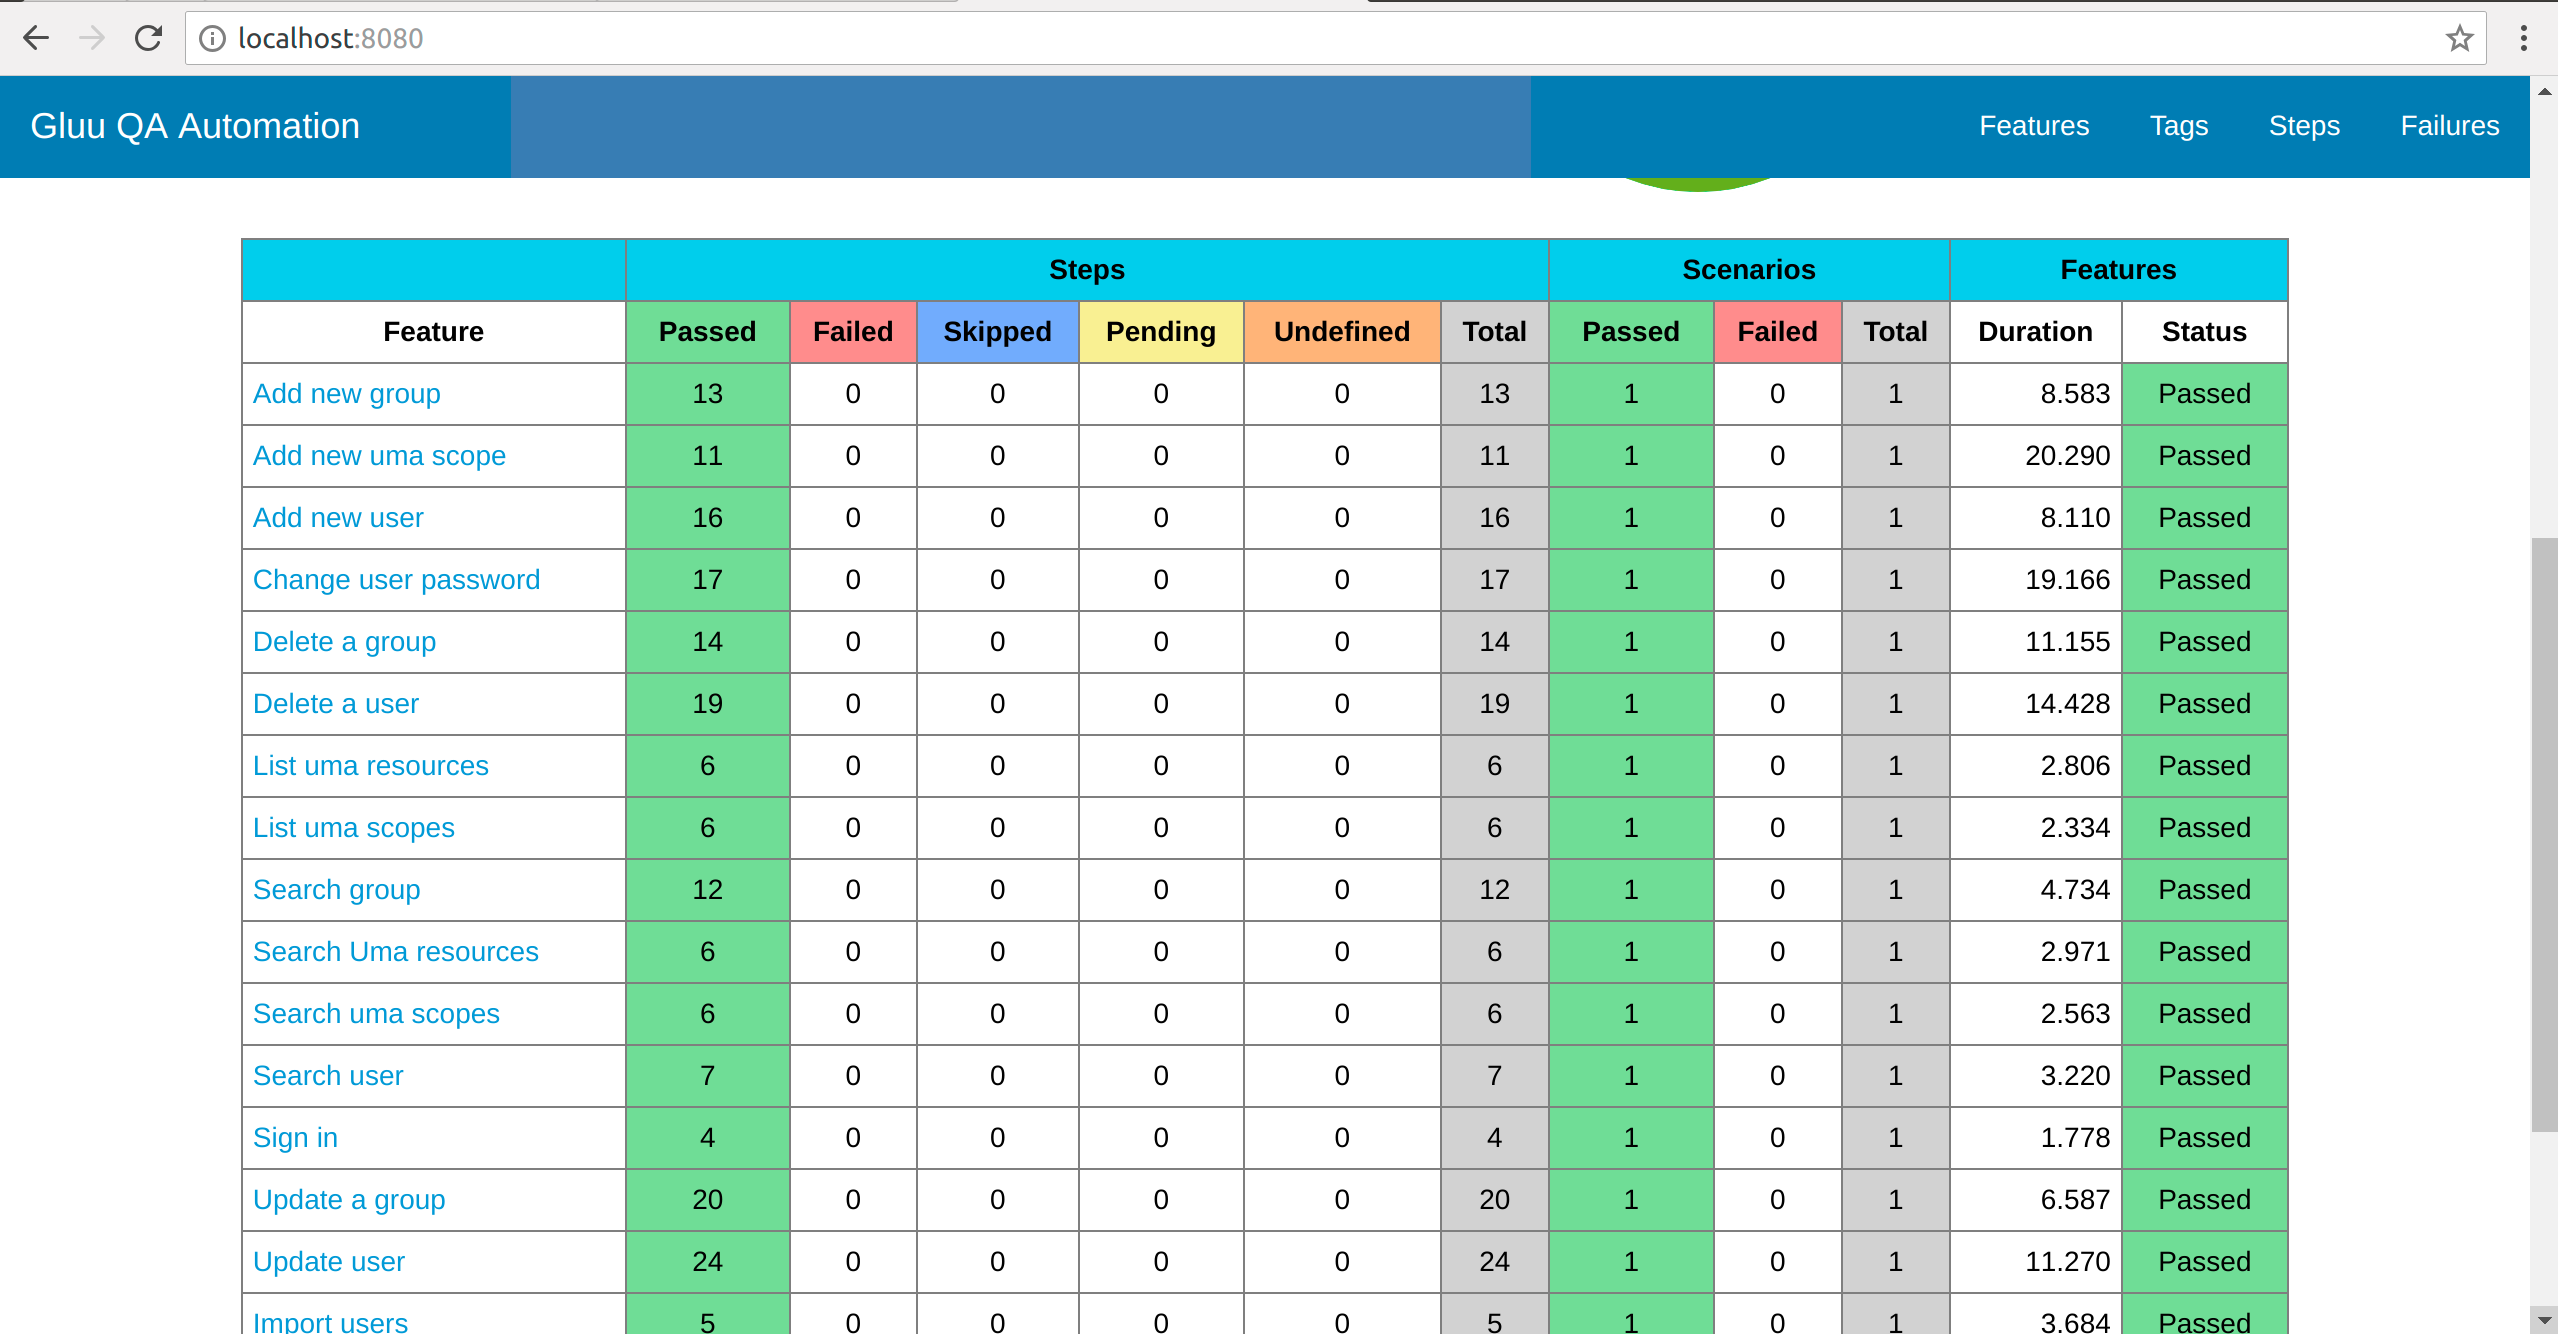 localhost:8080
Gluu QA Automation Features Tags Steps Failures
Steps Scenarios Features
Feature Passed Failed Skipped Pending Undefined Total Passed Failed Total Duration Status
Add new group 13 0 0 0 0 13 1 0 1 8.583 Passed
Add new uma scope 11 0 0 0 0 11 1 0 1 20.290 Passed
Add new user 16 0 0 0 0 16 1 0 1 8.110 Passed
Change user password 17 0 0 0 0 17 1 0 1 19.166 Passed
Delete a group 14 0 0 0 0 14 1 0 1 11.155 Passed
Delete a user 19 0 0 0 0 19 1 0 1 14.428 Passed
List uma resources 6 0 0 0 0 6 1 0 1 2.806 Passed
List uma scopes 6 0 0 0 0 6 1 0 1 2.334 Passed
Search group 12 0 0 0 0 12 1 0 1 4.734 Passed
Search Uma resources 6 0 0 0 0 6 1 0 1 2.971 Passed
Search uma scopes 6 0 0 0 0 6 1 0 1 2.563 Passed
Search user 7 0 0 0 0 7 1 0 1 3.220 Passed
Sign in 4 0 0 0 0 4 1 0 1 1.778 Passed
Update a group 20 0 0 0 0 20 1 0 1 6.587 Passed
Update user 24 0 0 0 0 24 1 0 1 11.270 Passed
Import users 5 0 0 0 0 5 1 0 1 3.684 Passed